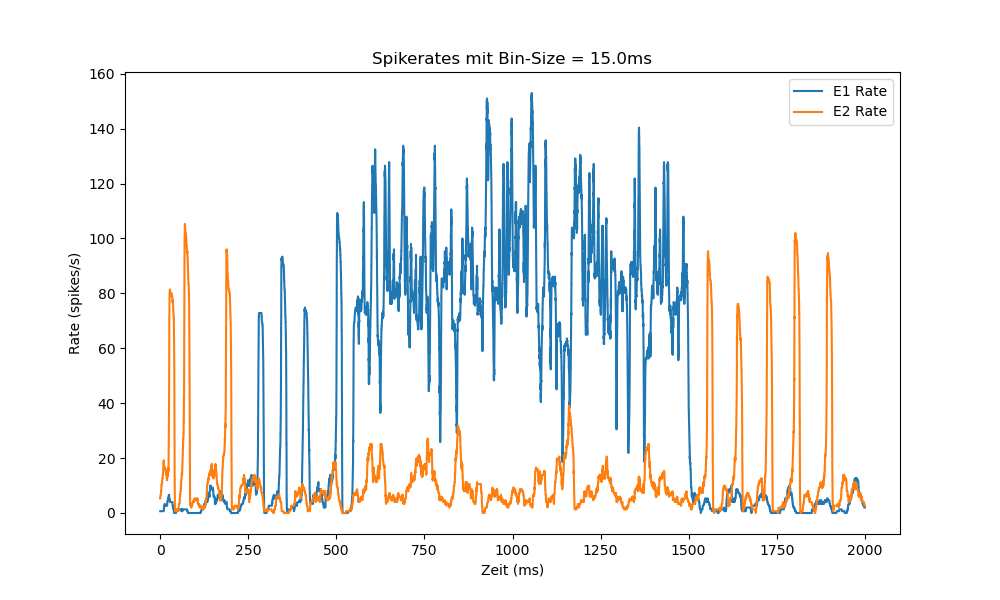 Spikerates mit Bin-Size = 15.0ms
E1 Rate
E2 Rate
Rate (spikes/s)
160
140
120
100
80
60
40
20
0
0 250 500 750 1000 1250 1500 1750 2000
Zeit (ms)